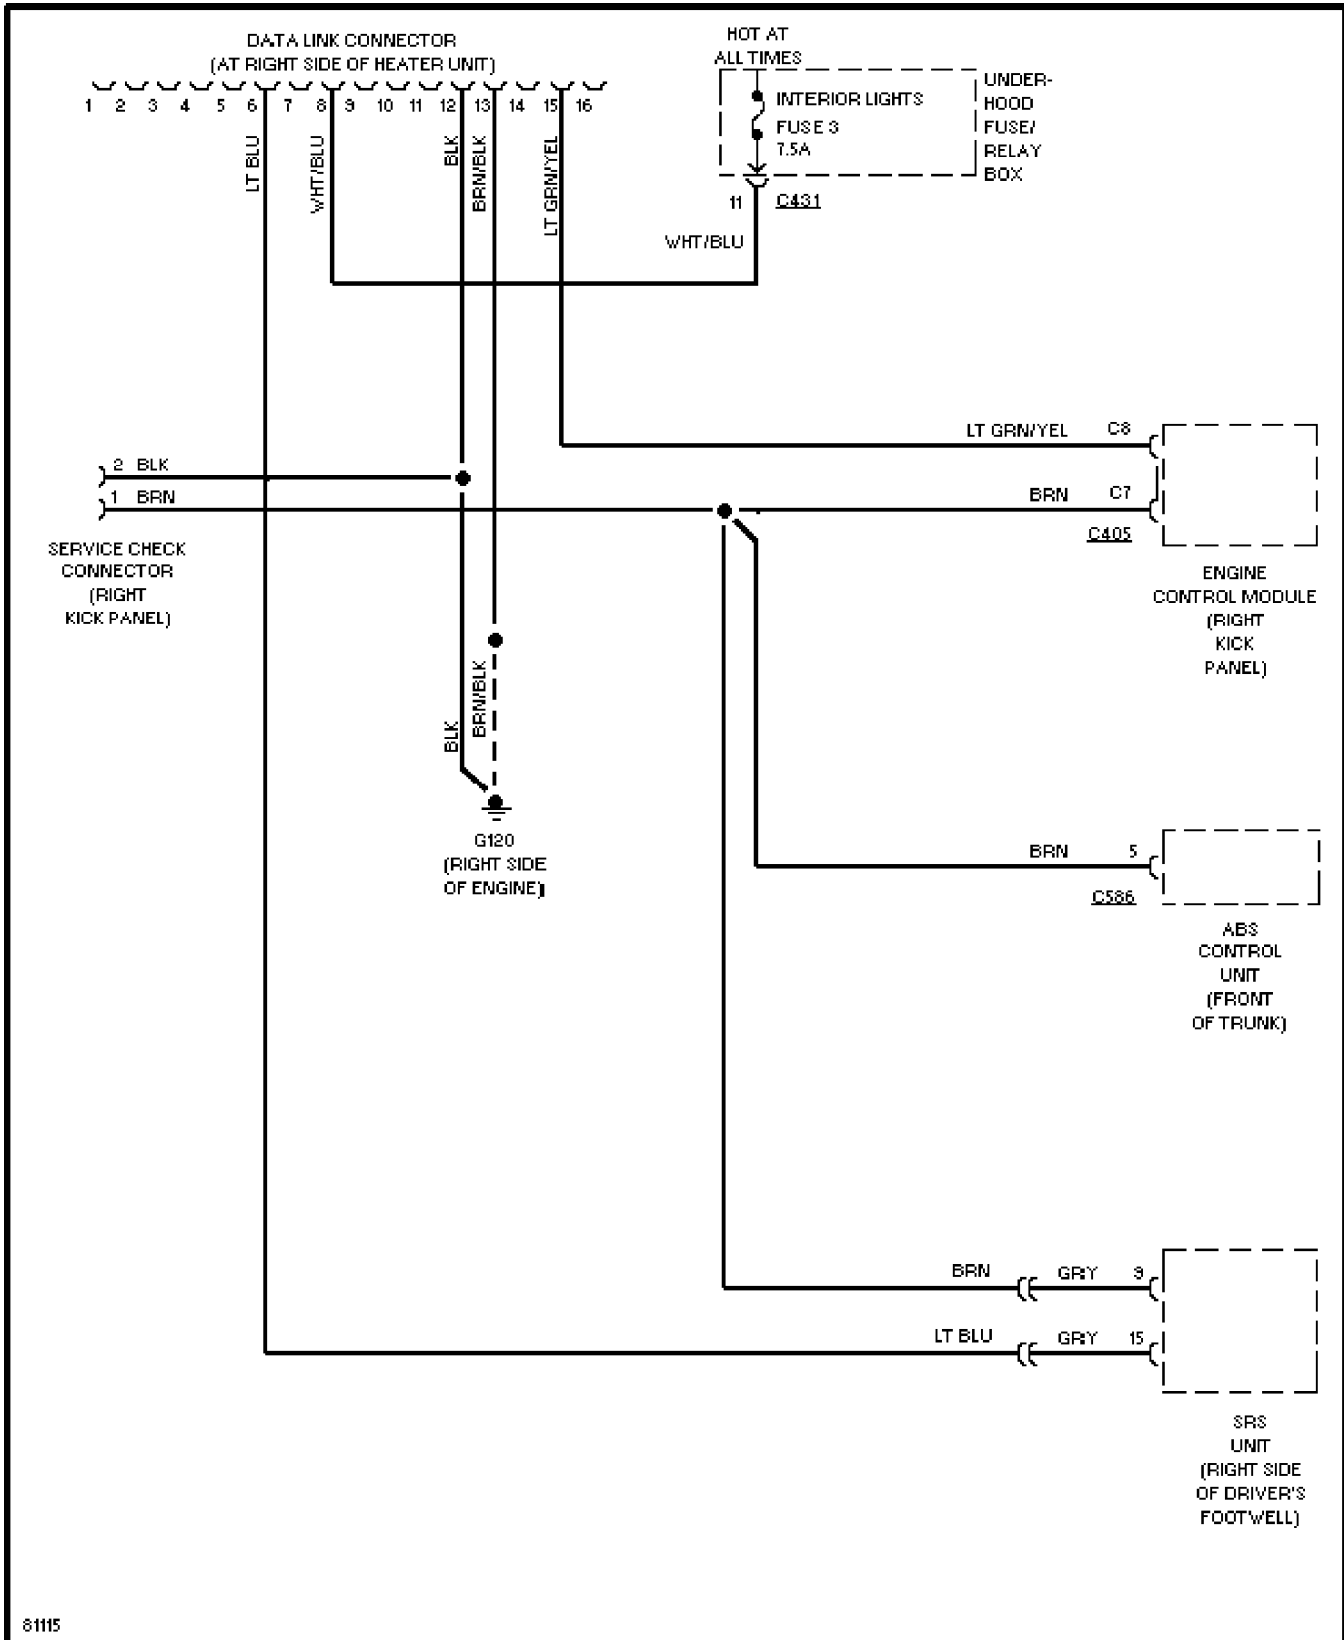 DATA LINK CONNECTOR
(AT RIGHT SIDE OF HEATER UNIT)
1 2 3 4 5 6 7 8 9 10 11 12 13 14 15 16
LT BLU
WHT/BLU
BLK
BRN/BLK
LT GRN/YEL
HOT AT
ALL TIMES
INTERIOR LIGHTS
FUSE 3
7.5A
UNDER-
HOOD
FUSE/
RELAY
BOX
11 C431
WHT/BLU
LT GRN/YEL C8
2 BLK
1 BRN
BRN C7
C405
SERVICE CHECK
CONNECTOR
(RIGHT
KICK PANEL)
ENGINE
CONTROL MODULE
(RIGHT
KICK
PANEL)
BLK
BRN/BLK
G120
(RIGHT SIDE
OF ENGINE)
BRN 5
C586
ABS
CONTROL
UNIT
(FRONT
OF TRUNK)
BRN GRY 9
LT BLU GRY 15
SRS
UNIT
(RIGHT SIDE
OF DRIVER'S
FOOTWELL)
81115